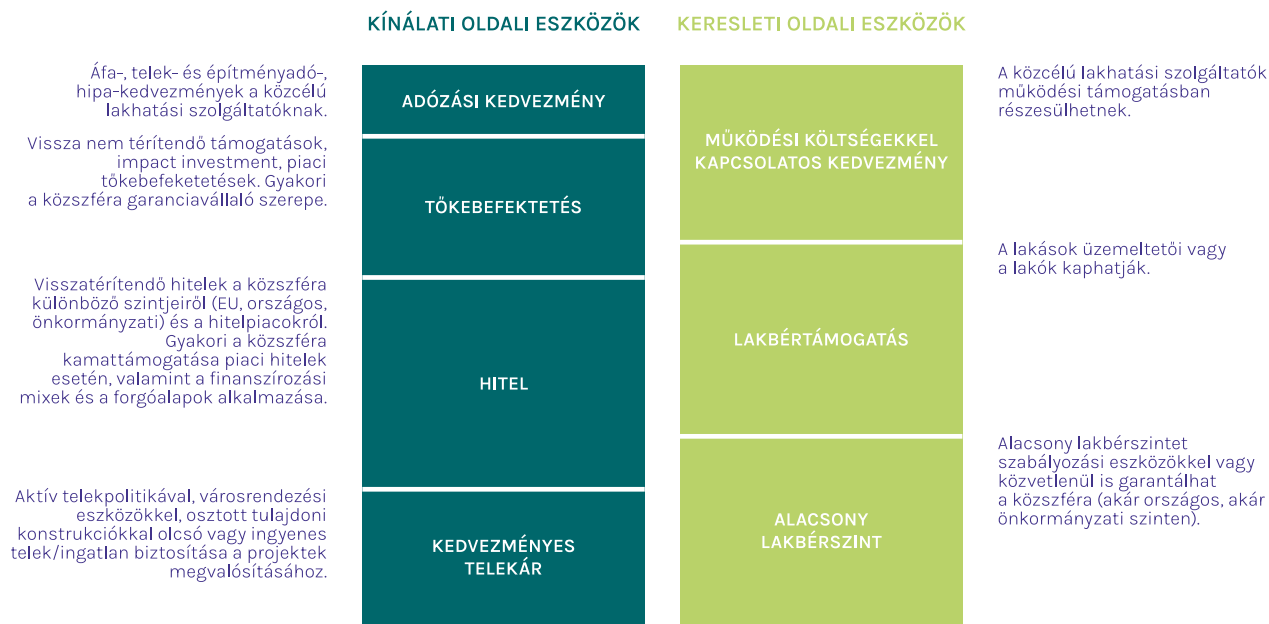 KÍNÁLATI OLDALI ESZKÖZÖK
KERESLETI OLDALI ESZKÖZÖK
Áfa-, telek- és építményadó-,
hipa-kedvezmények a közcélú
lakhatási szolgáltatóknak.
ADÓZÁSI KEDVEZMÉNY
Vissza nem térítendő támogatások,
impact investment, piaci
tőkebefeketetések. Gyakori
a közszféra garanciavállaló szerepe.
TŐKEBEFEKTETÉS
Visszatérítendő hitelek a közszféra
különböző szintjeiről (EU, országos,
önkormányzati) és a hitelpiacokról.
Gyakori a közszféra
kamattámogatása piaci hitelek
esetén, valamint a finanszírozási
mixek és a forgóalapok alkalmazása.
HITEL
Aktív telekpolitikával, városrendezési
eszközökkel, osztott tulajdoni
konstrukciókkal olcsó vagy ingyenes
telek/ingatlan biztosítása a projektek
megvalósításához.
KEDVEZMÉNYES
TELEKÁR
MŰKÖDÉSI KÖLTSÉGEKKEL
KAPCSOLATOS KEDVEZMÉNY
A közcélú lakhatási szolgáltatók
működési támogatásban
részesülhetnek.
LAKBÉRTÁMOGATÁS
A lakások üzemeltetői vagy
a lakók kaphatják.
ALACSONY
LAKBÉRSZINT
Alacsony lakbérszintet
szabályozási eszközökkel vagy
közvetlenül is garantálhat
a közszféra (akár országos, akár
önkormányzati szinten).